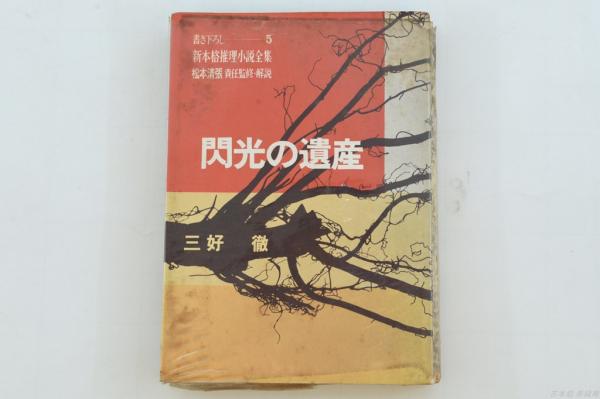 書き下ろし——5
新本格推理小説全集
松本清張 責任監修・解説
閃光の遺産
三好 徹